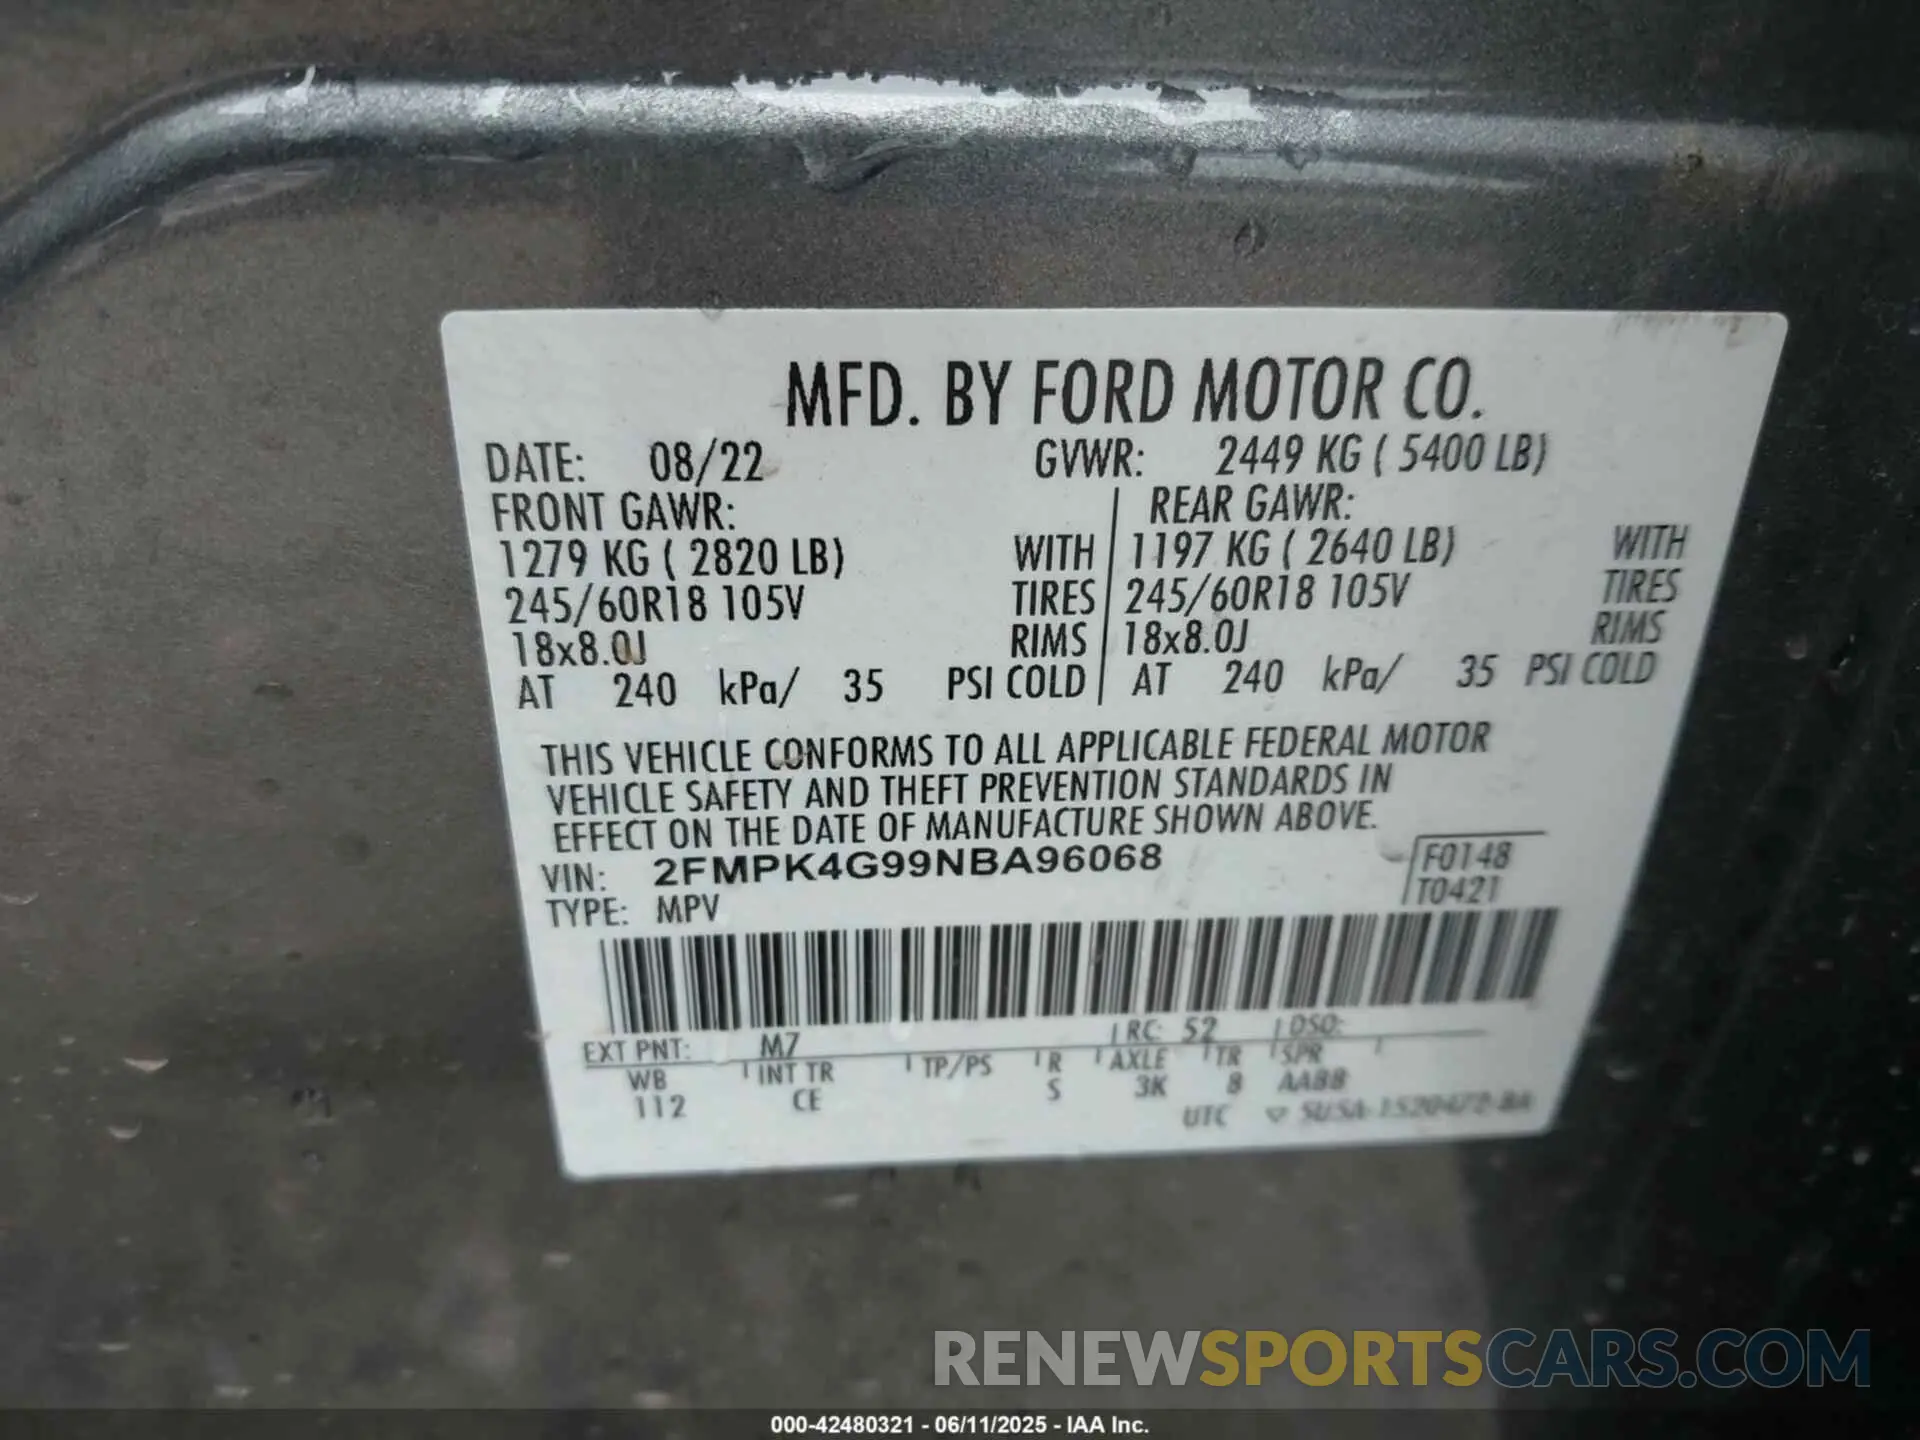 MFD. BY FORD MOTOR CO.
DATE: 08/22 GVWR: 2449 KG ( 5400 LB)
FRONT GAWR: REAR GAWR:
1279 KG ( 2820 LB) WITH 1197 KG ( 2640 LB) WITH
245/60R18 105V TIRES 245/60R18 105V TIRES
18x8.0J RIMS 18x8.0J RIMS
AT 240 kPa/ 35 PSI COLD AT 240 kPa/ 35 PSI COLD
THIS VEHICLE CONFORMS TO ALL APPLICABLE FEDERAL MOTOR
VEHICLE SAFETY AND THEFT PREVENTION STANDARDS IN
EFFECT ON THE DATE OF MANUFACTURE SHOWN ABOVE.
VIN: 2FMPK4G99NBA96068 F0148
TYPE: MPV T0421
EXT PNT: M7 RC: 52 DSO:
WB INT TR TP/PS R AXLE TR SPR
112 CE S 3K 8 AABB
UTC
RENEWSPORTSCARS.COM
000-42480321 - 06/11/2025 - IAA Inc.